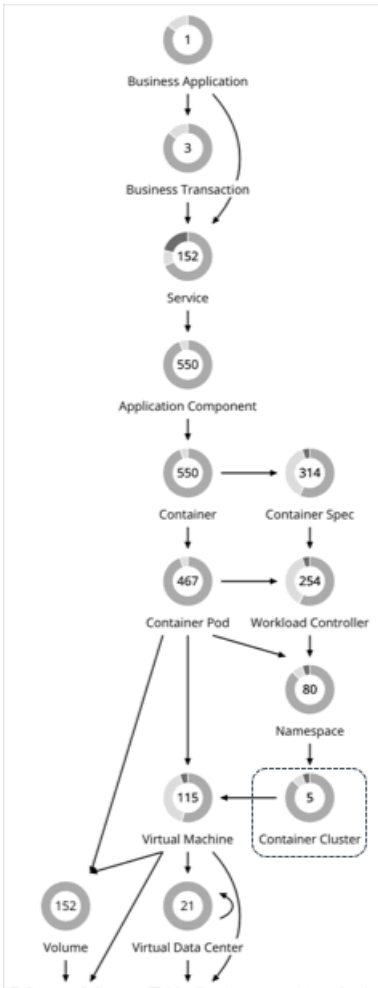 1
Business Application
3
Business Transaction
152
Service
550
Application Component
550
314
Container
Container Spec
467
254
Container Pod
Workload Controller
80
Namespace
115
5
Virtual Machine
Container Cluster
152
21
Volume
Virtual Data Center